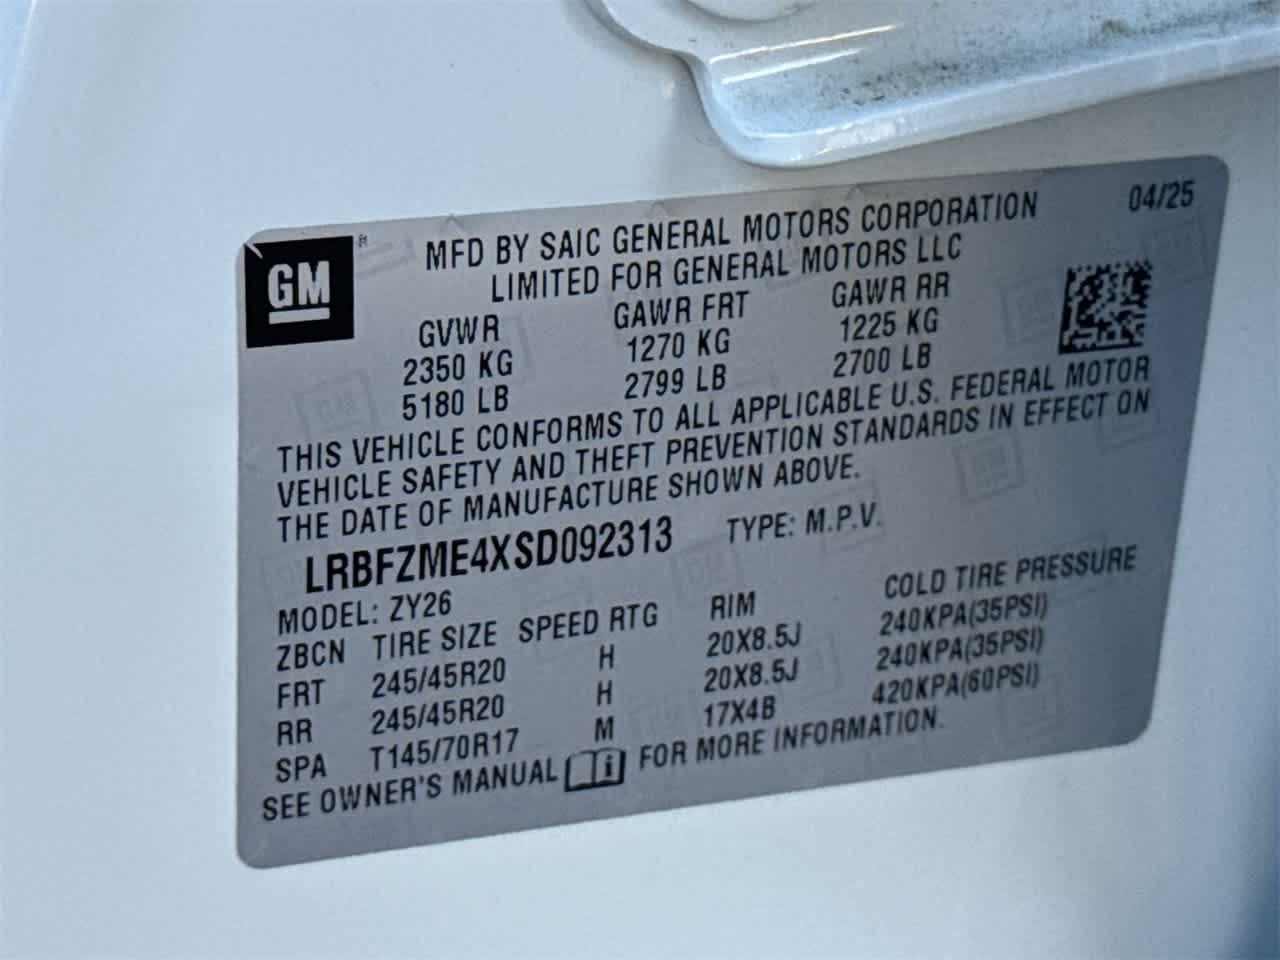 04/25
GM ®
MFD BY SAIC GENERAL MOTORS CORPORATION
LIMITED FOR GENERAL MOTORS LLC
GVWR GAWR FRT GAWR RR
2350 KG 1270 KG 1225 KG
5180 LB 2799 LB 2700 LB
THIS VEHICLE CONFORMS TO ALL APPLICABLE U.S. FEDERAL MOTOR
VEHICLE SAFETY AND THEFT PREVENTION STANDARDS IN EFFECT ON
THE DATE OF MANUFACTURE SHOWN ABOVE.
LRBFZME4XSD092313 TYPE: M.P.V.
MODEL: ZY26
ZBCN TIRE SIZE SPEED RTG RIM COLD TIRE PRESSURE
FRT 245/45R20 H 20X8.5J 240KPA(35PSI)
RR 245/45R20 H 20X8.5J 240KPA(35PSI)
SPA T145/70R17 M 17X4B 420KPA(60PSI)
SEE OWNER'S MANUAL i FOR MORE INFORMATION.